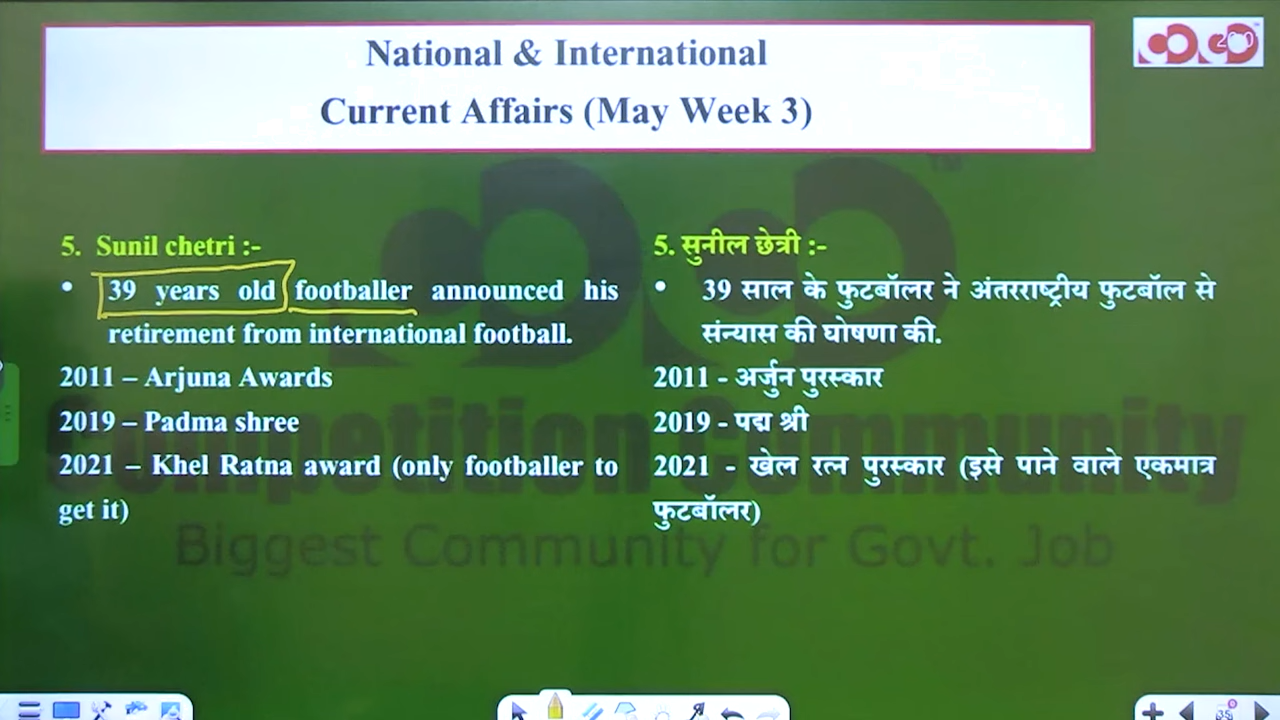 National & International
Current Affairs (May Week 3)
5. Sunil chetri :-
• 39 years old footballer announced his
retirement from international football.
2011 – Arjuna Awards
2019 – Padma shree
2021 – Khel Ratna award (only footballer to
get it)
5. सुनील छेत्री :-
• 39 साल के फुटबॉलर ने अंतरराष्ट्रीय फुटबॉल से
संन्यास की घोषणा की.
2011 - अर्जुन पुरस्कार
2019 - पद्म श्री
2021 - खेल रत्न पुरस्कार (इसे पाने वाले एकमात्र
फुटबॉलर)
Competition Community
Biggest Community for Govt. Job
35